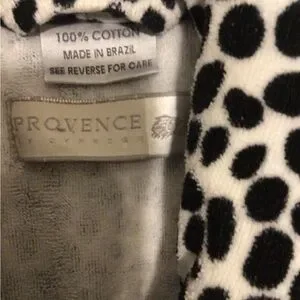 100% COTTON
MADE IN BRAZIL
SEE REVERSE FOR CARE
PROVENCE